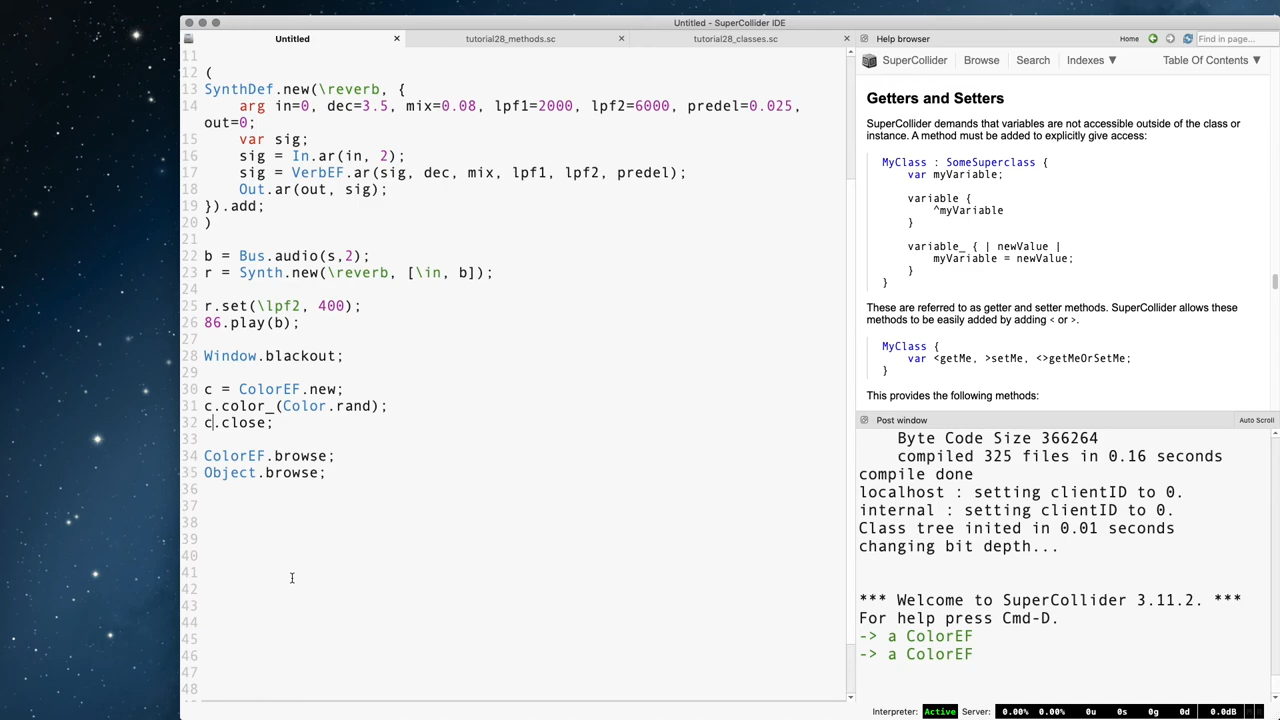 Untitled - SuperCollider IDE
Untitled
tutorial28_methods.sc
tutorial28_classes.sc
11
12 (
13 SynthDef.new(\reverb, {
14 arg in=0, dec=3.5, mix=0.08, lpf1=2000, lpf2=6000, predel=0.025,
out=0;
15 var sig;
16 sig = In.ar(in, 2);
17 sig = VerbEF.ar(sig, dec, mix, lpf1, lpf2, predel);
18 Out.ar(out, sig);
19 }).add;
20 )
21
22 b = Bus.audio(s,2);
23 r = Synth.new(\reverb, [\in, b]);
24
25 r.set(\lpf2, 400);
26 86.play(b);
27
28 Window.blackout;
29
30 c = ColorEF.new;
31 c.color_(Color.rand);
32 c.close;
33
34 ColorEF.browse;
35 Object.browse;
36
37
38
39
40
41
42
43
44
45
46
47
48
Help browser
Home
Find in page...
SuperCollider
Browse
Search
Indexes ▼
Table Of Contents ▼
Getters and Setters
SuperCollider demands that variables are not accessible outside of the class or
instance. A method must be added to explicitly give access:
MyClass : SomeSuperclass {
var myVariable;
variable {
^myVariable
}
variable_ { | newValue |
myVariable = newValue;
}
}
These are referred to as getter and setter methods. SuperCollider allows these
methods to be easily added by adding < or >.
MyClass {
var <getMe, >setMe, <>getMeOrSetMe;
}
This provides the following methods:
Post window
Auto Scroll
Byte Code Size 366264
compiled 325 files in 0.16 seconds
compile done
localhost : setting clientID to 0.
internal : setting clientID to 0.
Class tree inited in 0.01 seconds
changing bit depth...
*** Welcome to SuperCollider 3.11.2. ***
For help press Cmd-D.
-> a ColorEF
-> a ColorEF
Interpreter: Active Server: 0.00% 0.00% 0u 0s 0g 0d 0.0dB